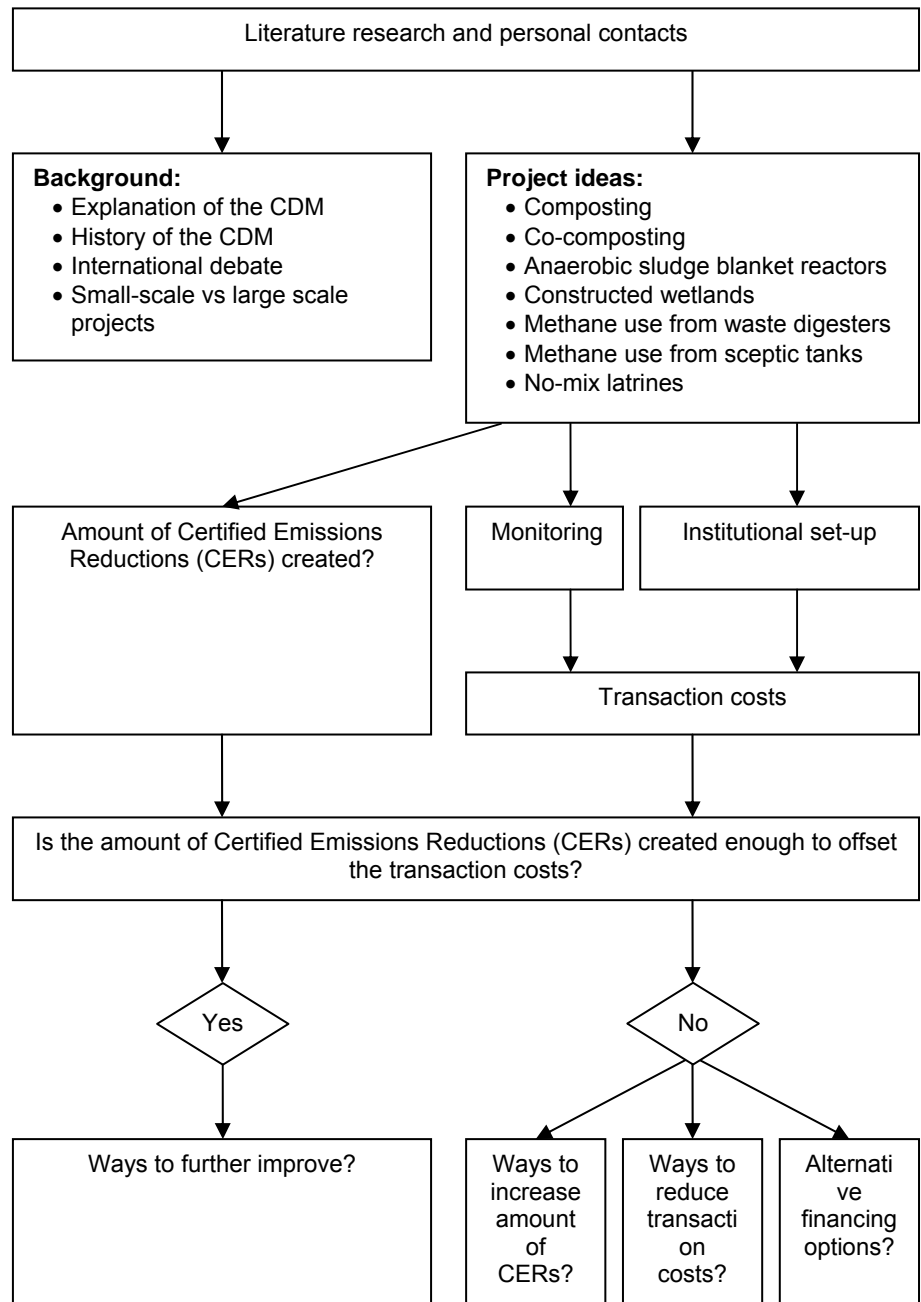 Literature research and personal contacts
Background:
• Explanation of the CDM
• History of the CDM
• International debate
• Small-scale vs large scale
projects
Project ideas:
• Composting
• Co-composting
• Anaerobic sludge blanket reactors
• Constructed wetlands
• Methane use from waste digesters
• Methane use from sceptic tanks
• No-mix latrines
Amount of Certified Emissions
Reductions (CERs) created?
Monitoring
Institutional set-up
Transaction costs
Is the amount of Certified Emissions Reductions (CERs) created enough to offset
the transaction costs?
Yes
No
Ways to further improve?
Ways to
increase
amount
of
CERs?
Ways to
reduce
transacti
on
costs?
Alternati
ve
financing
options?